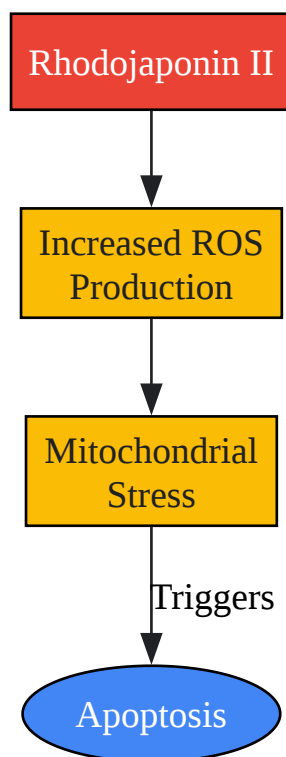 Rhodojaponin II
Increased ROS
Production
Mitochondrial
Stress
Triggers
Apoptosis